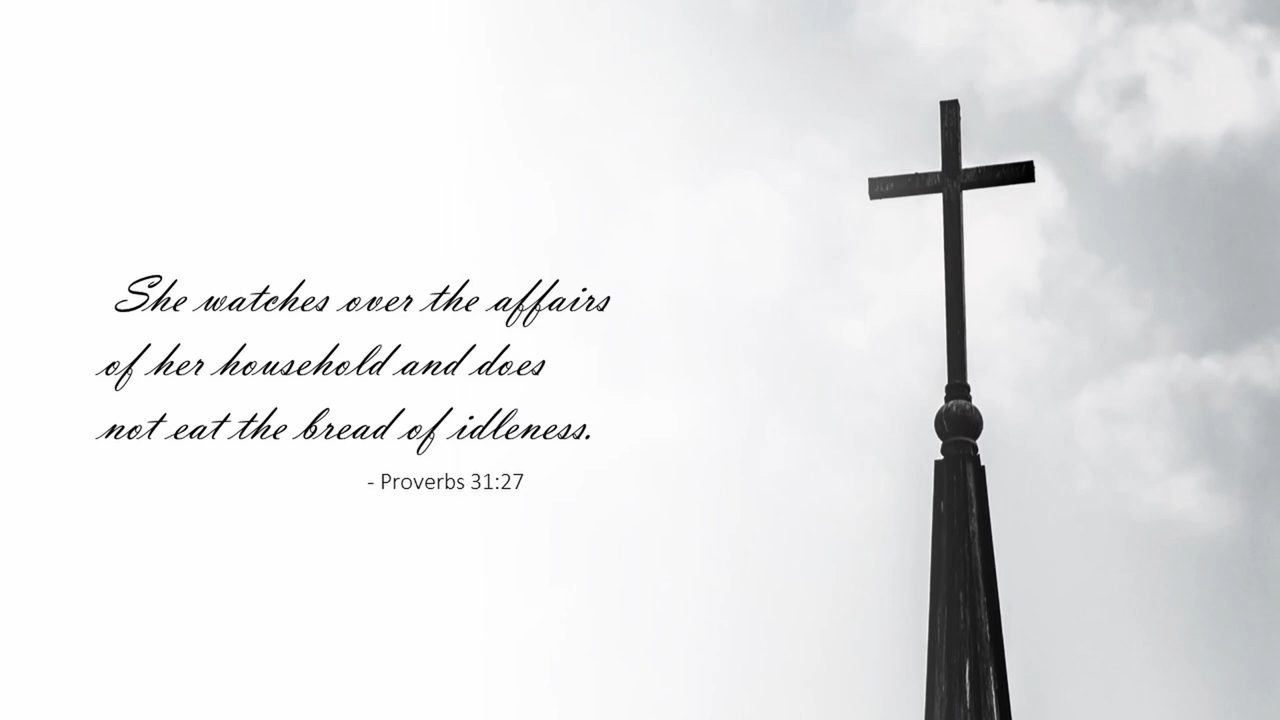 She watches over the affairs
of her household and does
not eat the bread of idleness.
- Proverbs 31:27